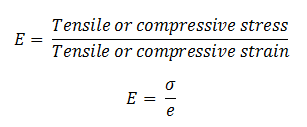 E = Tensile or compressive stress / Tensile or compressive strain
E = σ / e